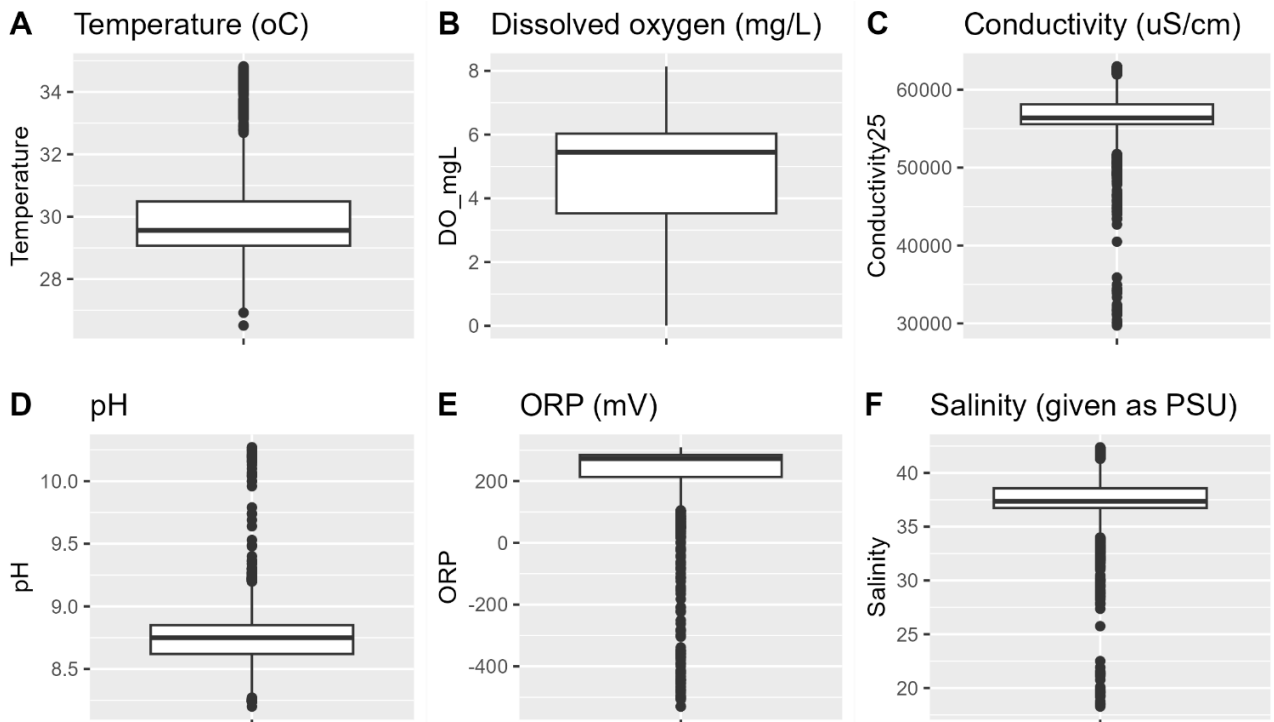 A Temperature (oC)
Temperature
34
32
30
28
B Dissolved oxygen (mg/L)
DO_mgL
8
6
4
2
0
C Conductivity (uS/cm)
Conductivity25
60000
50000
40000
30000
D pH
pH
10.0
9.5
9.0
8.5
E ORP (mV)
ORP
200
0
-200
-400
F Salinity (given as PSU)
Salinity
40
35
30
25
20